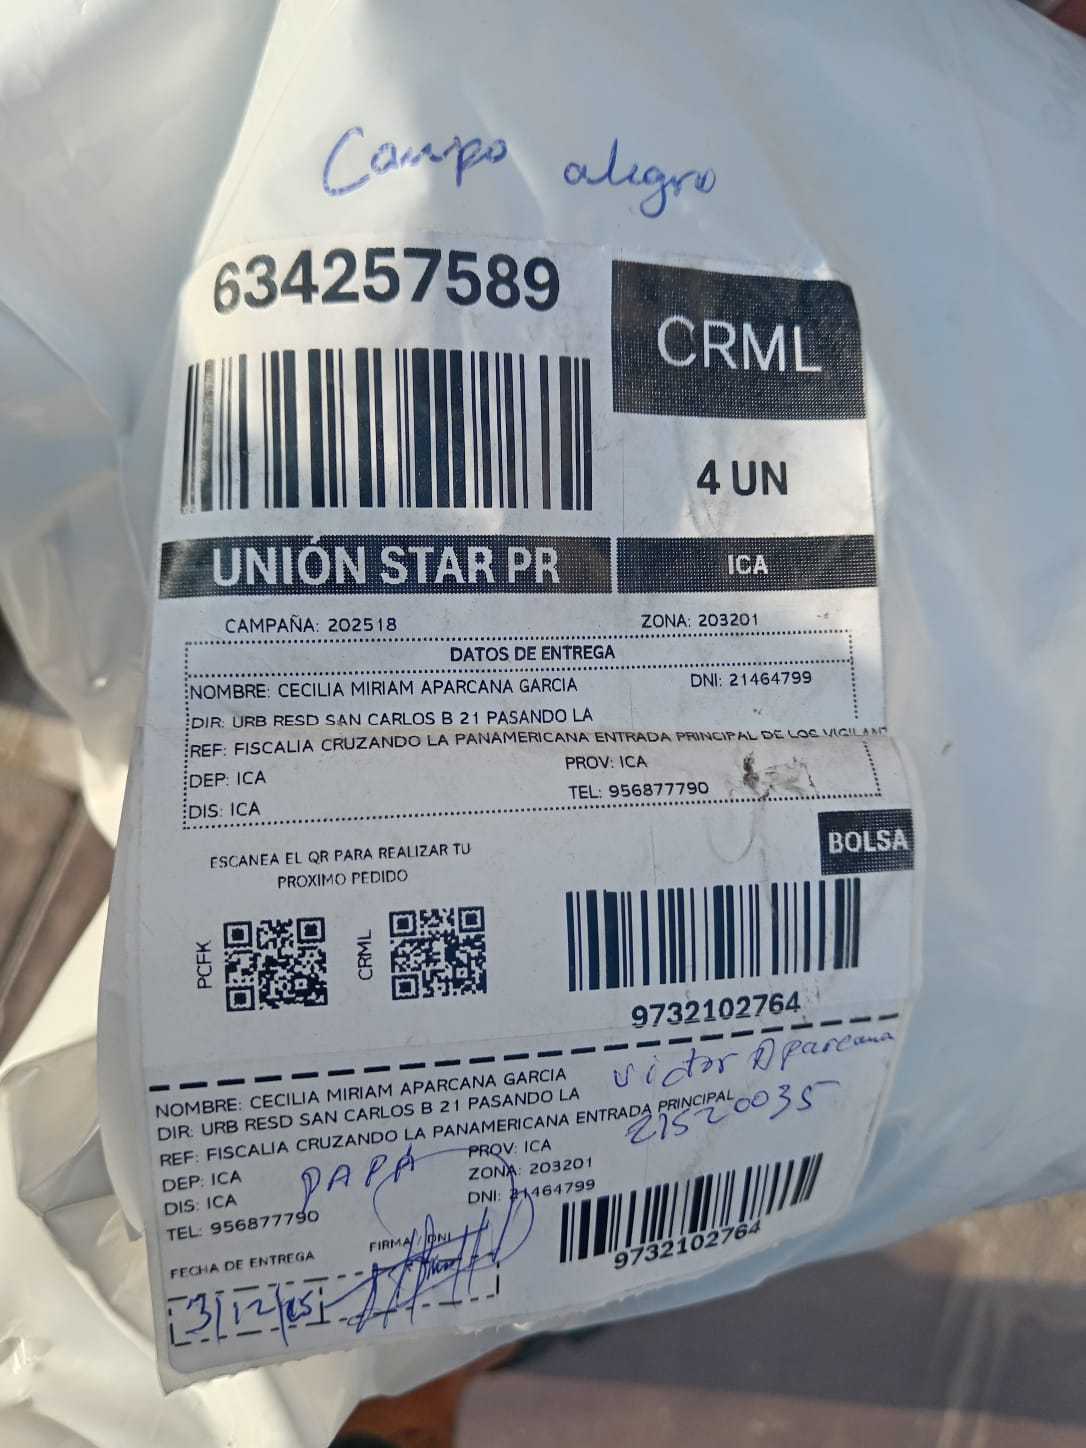 Campo alegro
634257589
CRML
4 UN
UNIÓN STAR PR
ICA
CAMPAÑA: 202518
ZONA: 203201
DATOS DE ENTREGA
NOMBRE: CECILIA MIRIAM APARCANA GARCIA
DNI: 21464799
DIR: URB RESD SAN CARLOS B 21 PASANDO LA
REF: FISCALIA CRUZANDO LA PANAMERICANA ENTRADA PRINCIPAL DE LOS VIGILANT
DEP: ICA
PROV: ICA
DIS: ICA
TEL: 956877790
BOLSA
ESCANEA EL QR PARA REALIZAR TU
PROXIMO PEDIDO
PCFK
CRML
9732102764
NOMBRE: CECILIA MIRIAM APARCANA GARCIA
Victor Aparcana
DIR: URB RESD SAN CARLOS B 21 PASANDO LA
REF: FISCALIA CRUZANDO LA PANAMERICANA ENTRADA PRINCIPAL
21520035
DEP: ICA
PAPÁ
PROV: ICA
DIS: ICA
ZONA: 203201
TEL: 956877790
DNI: 21464799
FECHA DE ENTREGA
FIRMA / DNI
9732102764
3/12/25